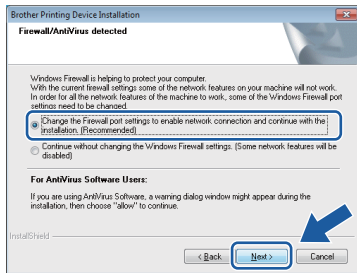 Brother Printing Device Installation
Firewall/AntiVirus detected
Windows Firewall is helping to protect your computer.
With the current firewall settings some of the network features on your machine will not work.
In order for all the network features of the machine to work, some of the Windows Firewall port
settings need to be changed.
Change the Firewall port settings to enable network connection and continue with the
installation. (Recommended)
Continue without changing the Windows Firewall settings. (Some network features will be
disabled)
For AntiVirus Software Users:
If you are using AntiVirus Software, a warning dialog window might appear during the
installation, then choose "allow" to continue.
InstallShield
< Back Next > Cancel